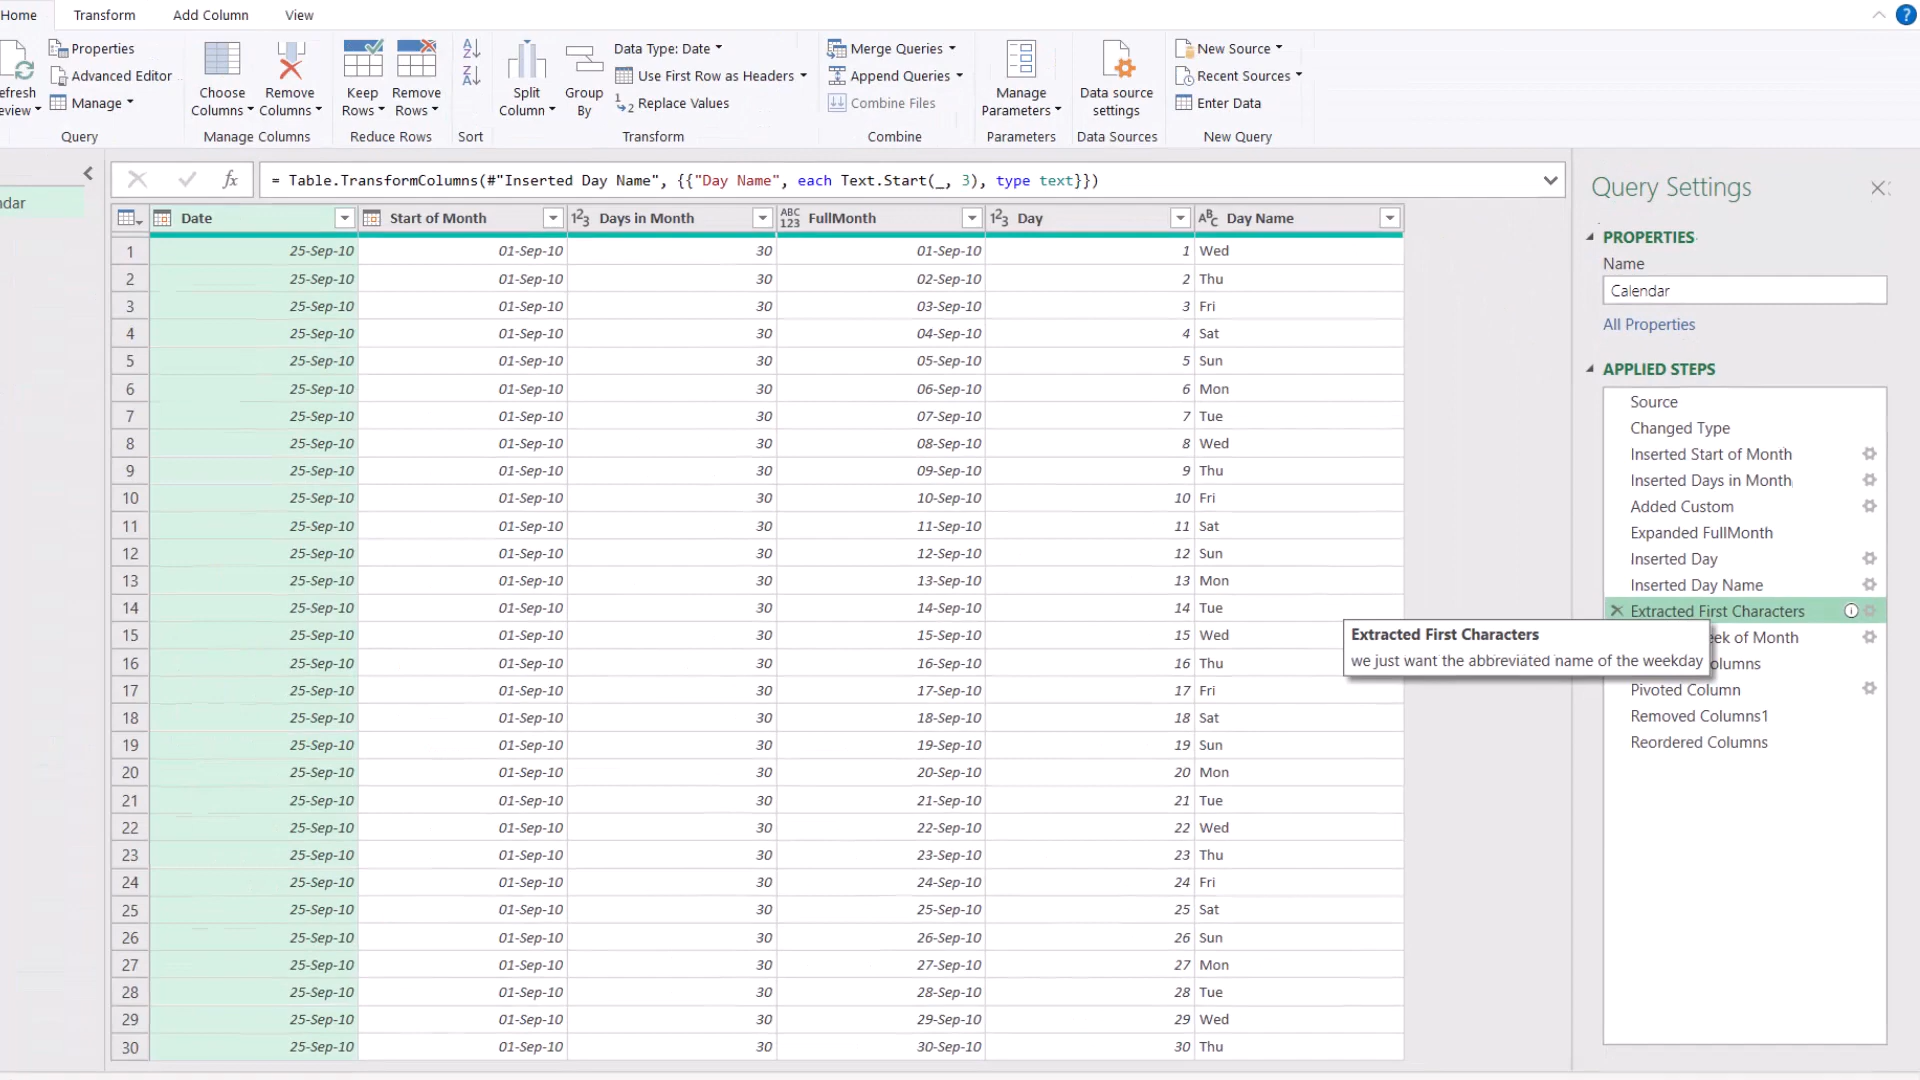 Home Transform Add Column View
Properties
Advanced Editor
Manage
Query
Choose Columns
Remove Columns
Manage Columns
Keep Rows
Remove Rows
Reduce Rows
Sort
Split Column
Group By
Data Type: Date
Use First Row as Headers
Replace Values
Transform
Merge Queries
Append Queries
Combine Files
Combine
Manage Parameters
Parameters
Data source settings
Data Sources
New Source
Recent Sources
Enter Data
New Query
fx = Table.TransformColumns(#"Inserted Day Name", {{"Day Name", each Text.Start(_, 3), type text}})
Date Start of Month 123 Days in Month ABC 123 FullMonth 123 Day ABC Day Name
1 25-Sep-10 01-Sep-10 30 01-Sep-10 1 Wed
2 25-Sep-10 01-Sep-10 30 02-Sep-10 2 Thu
3 25-Sep-10 01-Sep-10 30 03-Sep-10 3 Fri
4 25-Sep-10 01-Sep-10 30 04-Sep-10 4 Sat
5 25-Sep-10 01-Sep-10 30 05-Sep-10 5 Sun
6 25-Sep-10 01-Sep-10 30 06-Sep-10 6 Mon
7 25-Sep-10 01-Sep-10 30 07-Sep-10 7 Tue
8 25-Sep-10 01-Sep-10 30 08-Sep-10 8 Wed
9 25-Sep-10 01-Sep-10 30 09-Sep-10 9 Thu
10 25-Sep-10 01-Sep-10 30 10-Sep-10 10 Fri
11 25-Sep-10 01-Sep-10 30 11-Sep-10 11 Sat
12 25-Sep-10 01-Sep-10 30 12-Sep-10 12 Sun
13 25-Sep-10 01-Sep-10 30 13-Sep-10 13 Mon
14 25-Sep-10 01-Sep-10 30 14-Sep-10 14 Tue
15 25-Sep-10 01-Sep-10 30 15-Sep-10 15 Wed
16 25-Sep-10 01-Sep-10 30 16-Sep-10 16 Thu
17 25-Sep-10 01-Sep-10 30 17-Sep-10 17 Fri
18 25-Sep-10 01-Sep-10 30 18-Sep-10 18 Sat
19 25-Sep-10 01-Sep-10 30 19-Sep-10 19 Sun
20 25-Sep-10 01-Sep-10 30 20-Sep-10 20 Mon
21 25-Sep-10 01-Sep-10 30 21-Sep-10 21 Tue
22 25-Sep-10 01-Sep-10 30 22-Sep-10 22 Wed
23 25-Sep-10 01-Sep-10 30 23-Sep-10 23 Thu
24 25-Sep-10 01-Sep-10 30 24-Sep-10 24 Fri
25 25-Sep-10 01-Sep-10 30 25-Sep-10 25 Sat
26 25-Sep-10 01-Sep-10 30 26-Sep-10 26 Sun
27 25-Sep-10 01-Sep-10 30 27-Sep-10 27 Mon
28 25-Sep-10 01-Sep-10 30 28-Sep-10 28 Tue
29 25-Sep-10 01-Sep-10 30 29-Sep-10 29 Wed
30 25-Sep-10 01-Sep-10 30 30-Sep-10 30 Thu
Query Settings
PROPERTIES
Name
Calendar
All Properties
APPLIED STEPS
Source
Changed Type
Inserted Start of Month
Inserted Days in Month
Added Custom
Expanded FullMonth
Inserted Day
Inserted Day Name
Extracted First Characters
eek of Month
olumns
Pivoted Column
Removed Columns1
Reordered Columns
Extracted First Characters
we just want the abbreviated name of the weekday